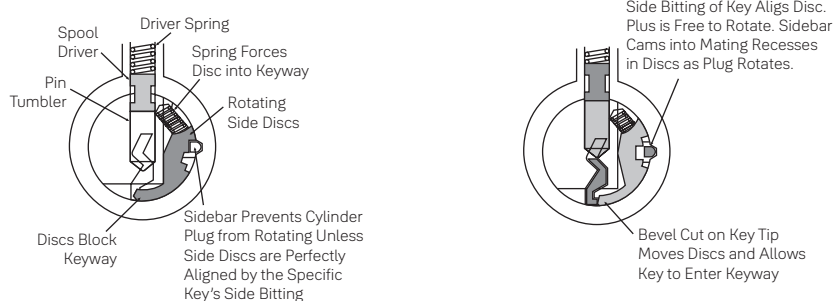 Spool
Driver
Driver Spring
Spring Forces
Disc into Keyway
Pin
Tumbler
Rotating
Side Discs
Discs Block
Keyway
Sidebar Prevents Cylinder
Plug from Rotating Unless
Side Discs are Perfectly
Aligned by the Specific
Key's Side Bitting
Side Bitting of Key Aligs Disc.
Plus is Free to Rotate. Sidebar
Cams into Mating Recesses
in Discs as Plug Rotates.
Bevel Cut on Key Tip
Moves Discs and Allows
Key to Enter Keyway